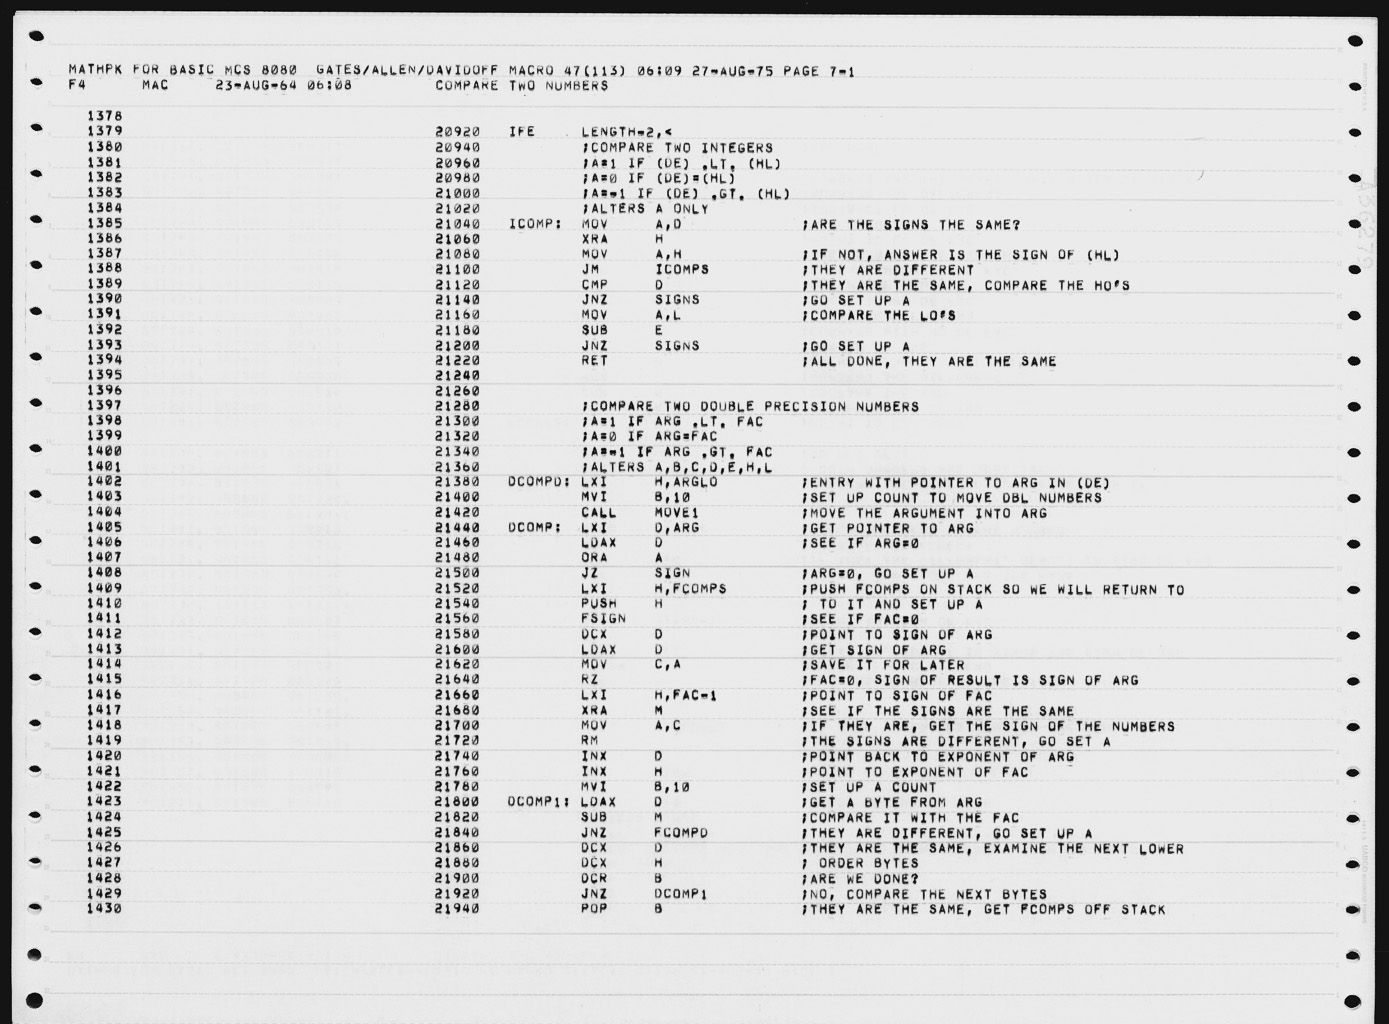 MATHPK FOR BASIC MCS 8080  GATES/ALLEN/DAVIDOFF MACRO 47(113) 06:09 27-AUG-75 PAGE 7-1
F4 MAC 23-AUG-64 06:08 COMPARE TWO NUMBERS
1378
1379 20920 IFE LENGTH=2,<
1380 20940 ;COMPARE TWO INTEGERS
1381 20960 ;A=1 IF (DE) .LT. (HL)
1382 20980 ;A=0 IF (DE)=(HL)
1383 21000 ;A=-1 IF (DE) .GT. (HL)
1384 21020 ;ALTERS A ONLY
1385 21040 ICOMP: MOV A,D ;ARE THE SIGNS THE SAME?
1386 21060 XRA H
1387 21080 MOV A,H ;IF NOT, ANSWER IS THE SIGN OF (HL)
1388 21100 JM ICOMPS ;THEY ARE DIFFERENT
1389 21120 CMP D ;THEY ARE THE SAME, COMPARE THE HO'S
1390 21140 JNZ SIGNS ;GO SET UP A
1391 21160 MOV A,L ;COMPARE THE LO'S
1392 21180 SUB E
1393 21200 JNZ SIGNS ;GO SET UP A
1394 21220 RET ;ALL DONE, THEY ARE THE SAME
1395 21240
1396 21260
1397 21280 ;COMPARE TWO DOUBLE PRECISION NUMBERS
1398 21300 ;A=1 IF ARG .LT. FAC
1399 21320 ;A=0 IF ARG=FAC
1400 21340 ;A=-1 IF ARG .GT. FAC
1401 21360 ;ALTERS A,B,C,D,E,H,L
1402 21380 DCOMPD: LXI H,ARGLO ;ENTRY WITH POINTER TO ARG IN (DE)
1403 21400 MVI B,10 ;SET UP COUNT TO MOVE DBL NUMBERS
1404 21420 CALL MOVE1 ;MOVE THE ARGUMENT INTO ARG
1405 21440 DCOMP: LXI D,ARG ;GET POINTER TO ARG
1406 21460 LDAX D ;SEE IF ARG=0
1407 21480 ORA A
1408 21500 JZ SIGN ;ARG=0, GO SET UP A
1409 21520 LXI H,FCOMPS ;PUSH FCOMPS ON STACK SO WE WILL RETURN TO
1410 21540 PUSH H ; TO IT AND SET UP A
1411 21560 FSIGN ;SEE IF FAC=0
1412 21580 DCX D ;POINT TO SIGN OF ARG
1413 21600 LDAX D ;GET SIGN OF ARG
1414 21620 MOV C,A ;SAVE IT FOR LATER
1415 21640 RZ ;FAC=0, SIGN OF RESULT IS SIGN OF ARG
1416 21660 LXI H,FAC-1 ;POINT TO SIGN OF FAC
1417 21680 XRA M ;SEE IF THE SIGNS ARE THE SAME
1418 21700 MOV A,C ;IF THEY ARE, GET THE SIGN OF THE NUMBERS
1419 21720 RM ;THE SIGNS ARE DIFFERENT, GO SET A
1420 21740 INX D ;POINT BACK TO EXPONENT OF ARG
1421 21760 INX H ;POINT TO EXPONENT OF FAC
1422 21780 MVI B,10 ;SET UP A COUNT
1423 21800 DCOMP1: LDAX D ;GET A BYTE FROM ARG
1424 21820 SUB M ;COMPARE IT WITH THE FAC
1425 21840 JNZ FCOMPD ;THEY ARE DIFFERENT, GO SET UP A
1426 21860 DCX D ;THEY ARE THE SAME, EXAMINE THE NEXT LOWER
1427 21880 DCX H ; ORDER BYTES
1428 21900 DCR B ;ARE WE DONE?
1429 21920 JNZ DCOMP1 ;NO, COMPARE THE NEXT BYTES
1430 21940 POP B ;THEY ARE THE SAME, GET FCOMPS OFF STACK